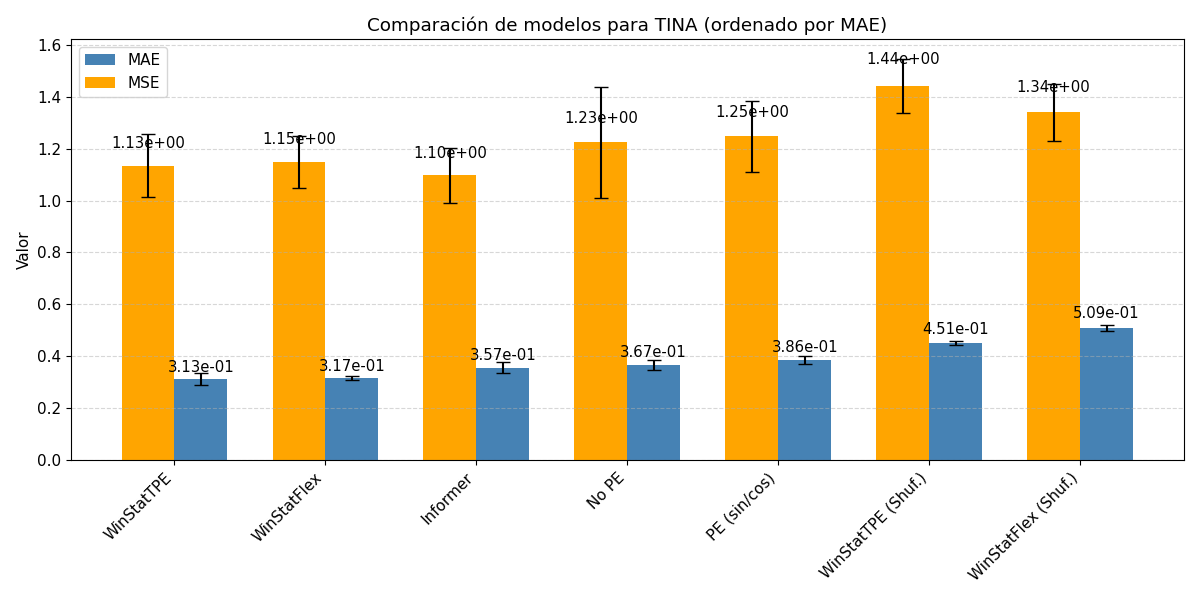 Comparación de modelos para TINA (ordenado por MAE)
MAE
MSE
Valor
1.6
1.4
1.2
1.0
0.8
0.6
0.4
0.2
0.0
1.13e+00
3.13e-01
1.15e+00
3.17e-01
1.10e+00
3.57e-01
1.23e+00
3.67e-01
1.25e+00
3.86e-01
1.44e+00
4.51e-01
1.34e+00
5.09e-01
WinStatTPE
WinStatFlex
Informer
No PE
PE (sin/cos)
WinStatTPE (Shuf.)
WinStatFlex (Shuf.)